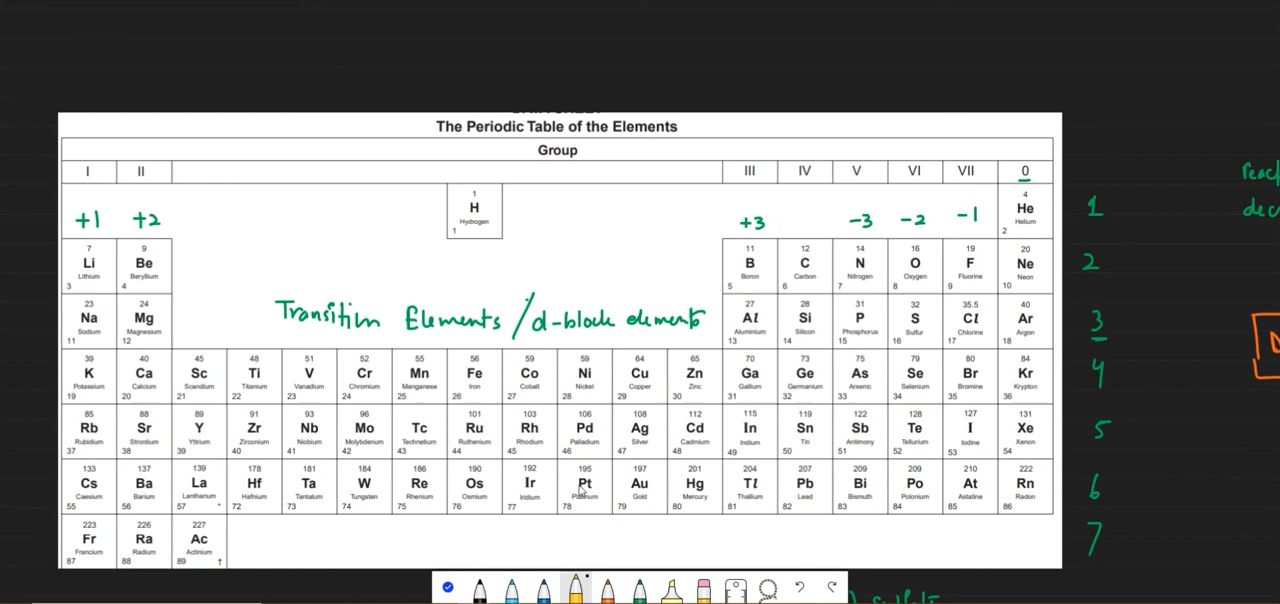 The Periodic Table of the Elements
Group
I II III IV V VI VII 0
reac
1 H Hydrogen 1
4 He Helium 2
+1 +2 +3 -3 -2 -1
1
dec
7 Li Lithium 3
9 Be Beryllium 4
11 B Boron 5
12 C Carbon 6
14 N Nitrogen 7
16 O Oxygen 8
19 F Fluorine 9
20 Ne Neon 10
2
23 Na Sodium 11
24 Mg Magnesium 12
Transition Elements / d-block elements
27 Al Aluminium 13
28 Si Silicon 14
31 P Phosphorus 15
32 S Sulfur 16
35.5 Cl Chlorine 17
40 Ar Argon 18
3
39 K Potassium 19
40 Ca Calcium 20
45 Sc Scandium 21
48 Ti Titanium 22
51 V Vanadium 23
52 Cr Chromium 24
55 Mn Manganese 25
56 Fe Iron 26
59 Co Cobalt 27
59 Ni Nickel 28
64 Cu Copper 29
65 Zn Zinc 30
70 Ga Gallium 31
73 Ge Germanium 32
75 As Arsenic 33
79 Se Selenium 34
80 Br Bromine 35
84 Kr Krypton 36
4
85 Rb Rubidium 37
88 Sr Strontium 38
89 Y Yttrium 39
91 Zr Zirconium 40
93 Nb Niobium 41
96 Mo Molybdenum 42
Tc Technetium 43
101 Ru Ruthenium 44
103 Rh Rhodium 45
106 Pd Palladium 46
108 Ag Silver 47
112 Cd Cadmium 48
115 In Indium 49
119 Sn Tin 50
122 Sb Antimony 51
128 Te Tellurium 52
127 I Iodine 53
131 Xe Xenon 54
5
133 Cs Caesium 55
137 Ba Barium 56
139 La Lanthanum 57 *
178 Hf Hafnium 72
181 Ta Tantalum 73
184 W Tungsten 74
186 Re Rhenium 75
190 Os Osmium 76
192 Ir Iridium 77
195 Pt Platinum 78
197 Au Gold 79
201 Hg Mercury 80
204 Tl Thallium 81
207 Pb Lead 82
209 Bi Bismuth 83
209 Po Polonium 84
210 At Astatine 85
222 Rn Radon 86
6
223 Fr Francium 87
226 Ra Radium 88
227 Ac Actinium 89 †
7